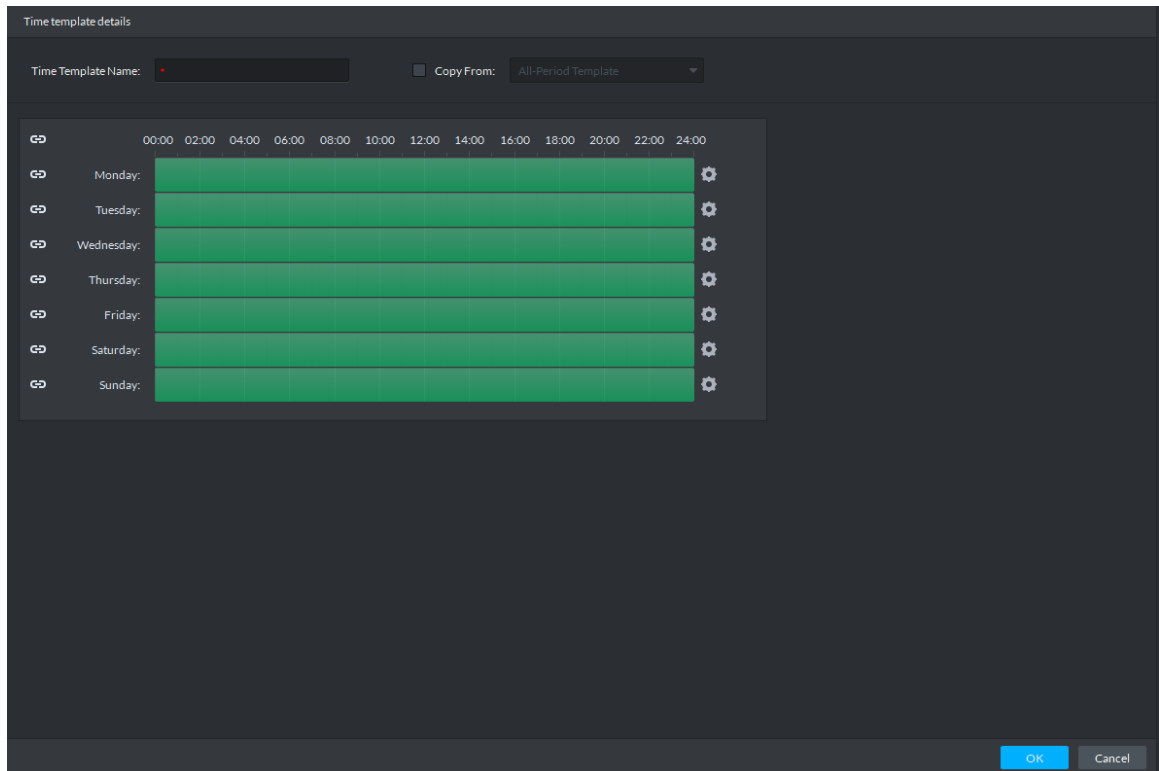 Time template details
Time Template Name: * Copy From: All-Period Template
00:00 02:00 04:00 06:00 08:00 10:00 12:00 14:00 16:00 18:00 20:00 22:00 24:00
Monday:
Tuesday:
Wednesday:
Thursday:
Friday:
Saturday:
Sunday:
OK Cancel